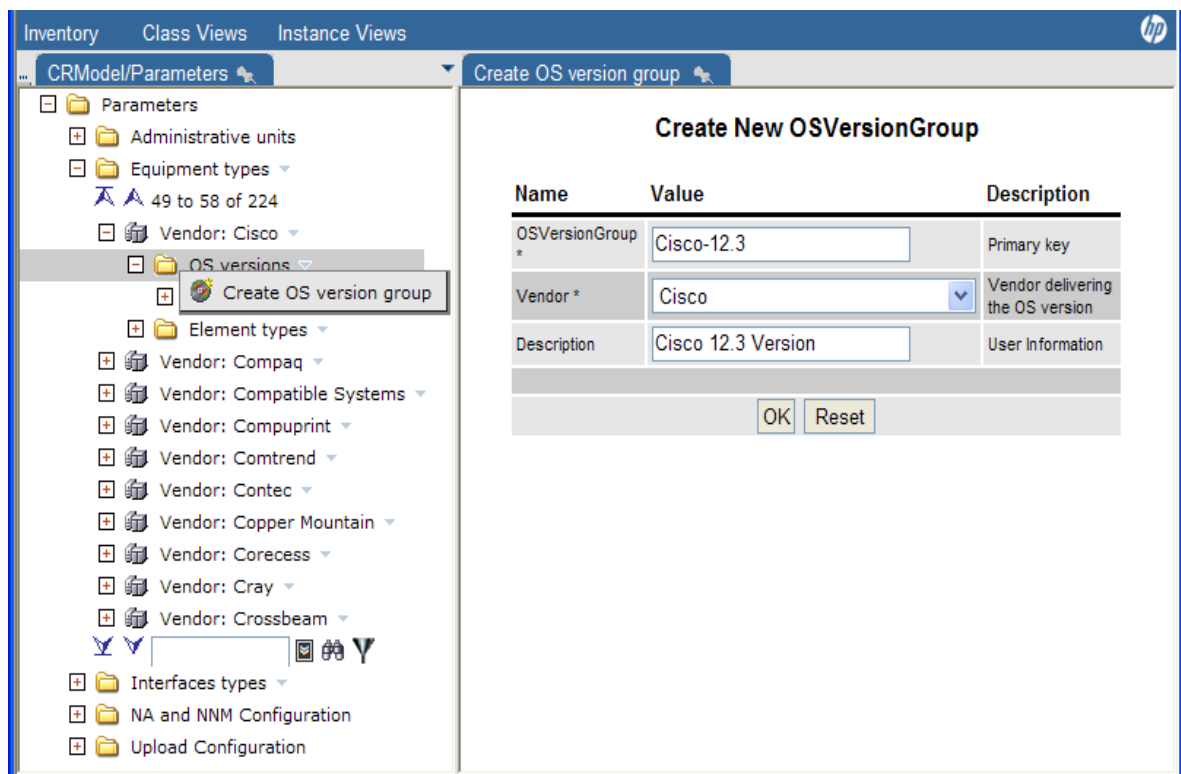 Inventory Class Views Instance Views
hp
... CRModel/Parameters
Create OS version group
Parameters
Administrative units
Equipment types
49 to 58 of 224
Vendor: Cisco
OS versions
Create OS version group
Element types
Vendor: Compaq
Vendor: Compatible Systems
Vendor: Compuprint
Vendor: Comtrend
Vendor: Contec
Vendor: Copper Mountain
Vendor: Corecess
Vendor: Cray
Vendor: Crossbeam
Interfaces types
NA and NNM Configuration
Upload Configuration
Create New OSVersionGroup
Name Value Description
OSVersionGroup
* Cisco-12.3 Primary key
Vendor * Cisco Vendor delivering
the OS version
Description Cisco 12.3 Version User Information
OK Reset